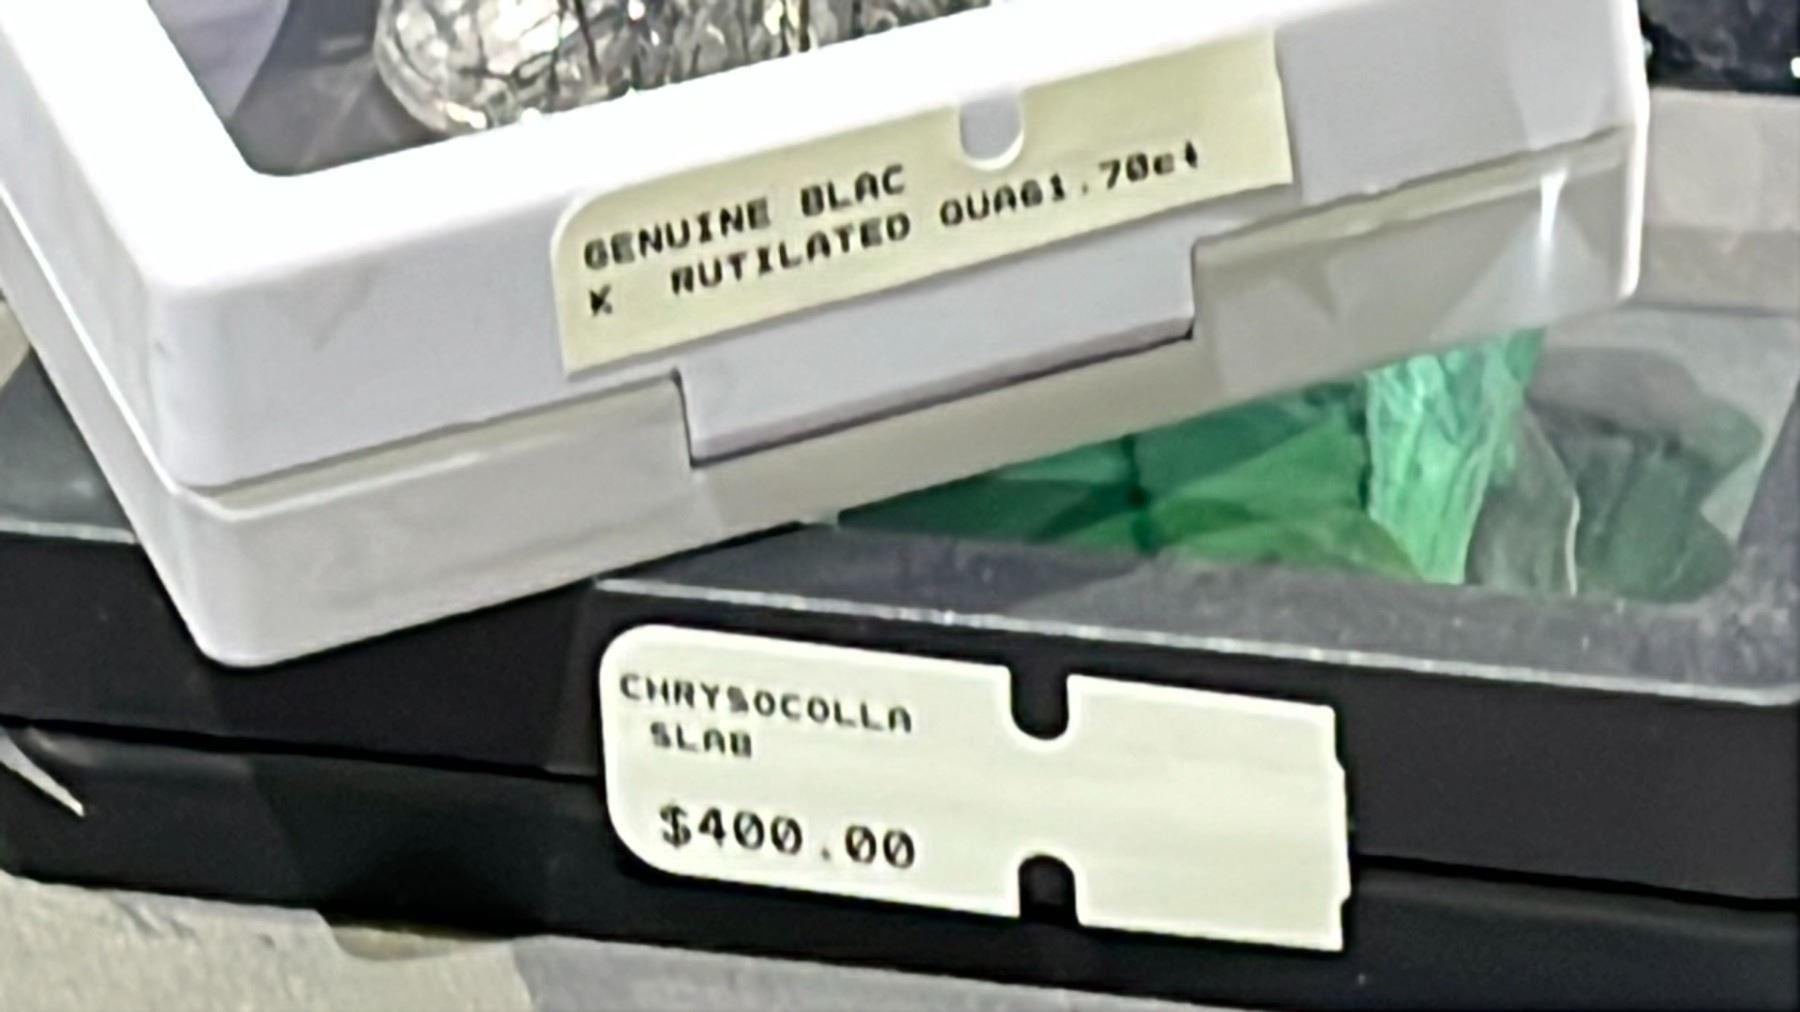 GENUINE BLAC
K RUTILATED QUA61.70ct
CHRYSOCOLLA
SLAB
$400.00